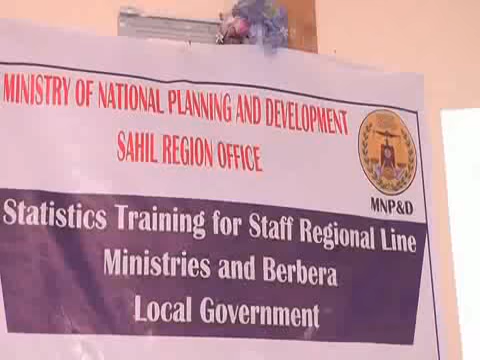 MINISTRY OF NATIONAL PLANNING AND DEVELOPMENT
SAHIL REGION OFFICE
MNP&D
Statistics Training for Staff Regional Line
Ministries and Berbera
Local Government